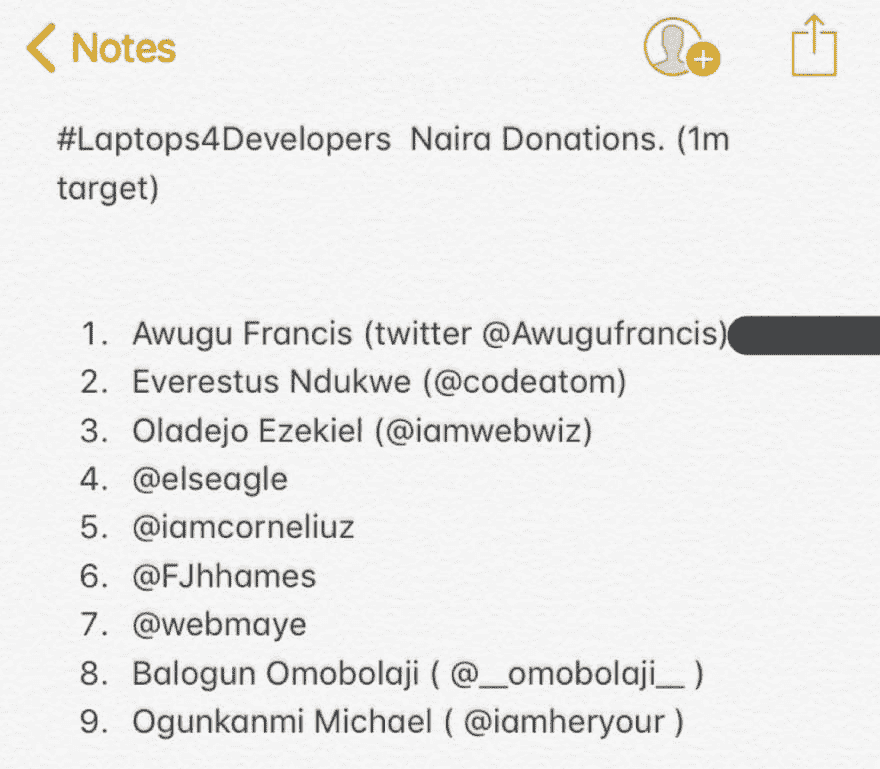 Notes
#Laptops4Developers  Naira Donations. (1m
target)
1. Awugu Francis (twitter @Awugufrancis)
2. Everestus Ndukwe (@codeatom)
3. Oladejo Ezekiel (@iamwebwiz)
4. @elseagle
5. @iamcorneliuz
6. @FJhhames
7. @webmaye
8. Balogun Omobolaji ( @__omobolaji__ )
9. Ogunkanmi Michael ( @iamheryour )